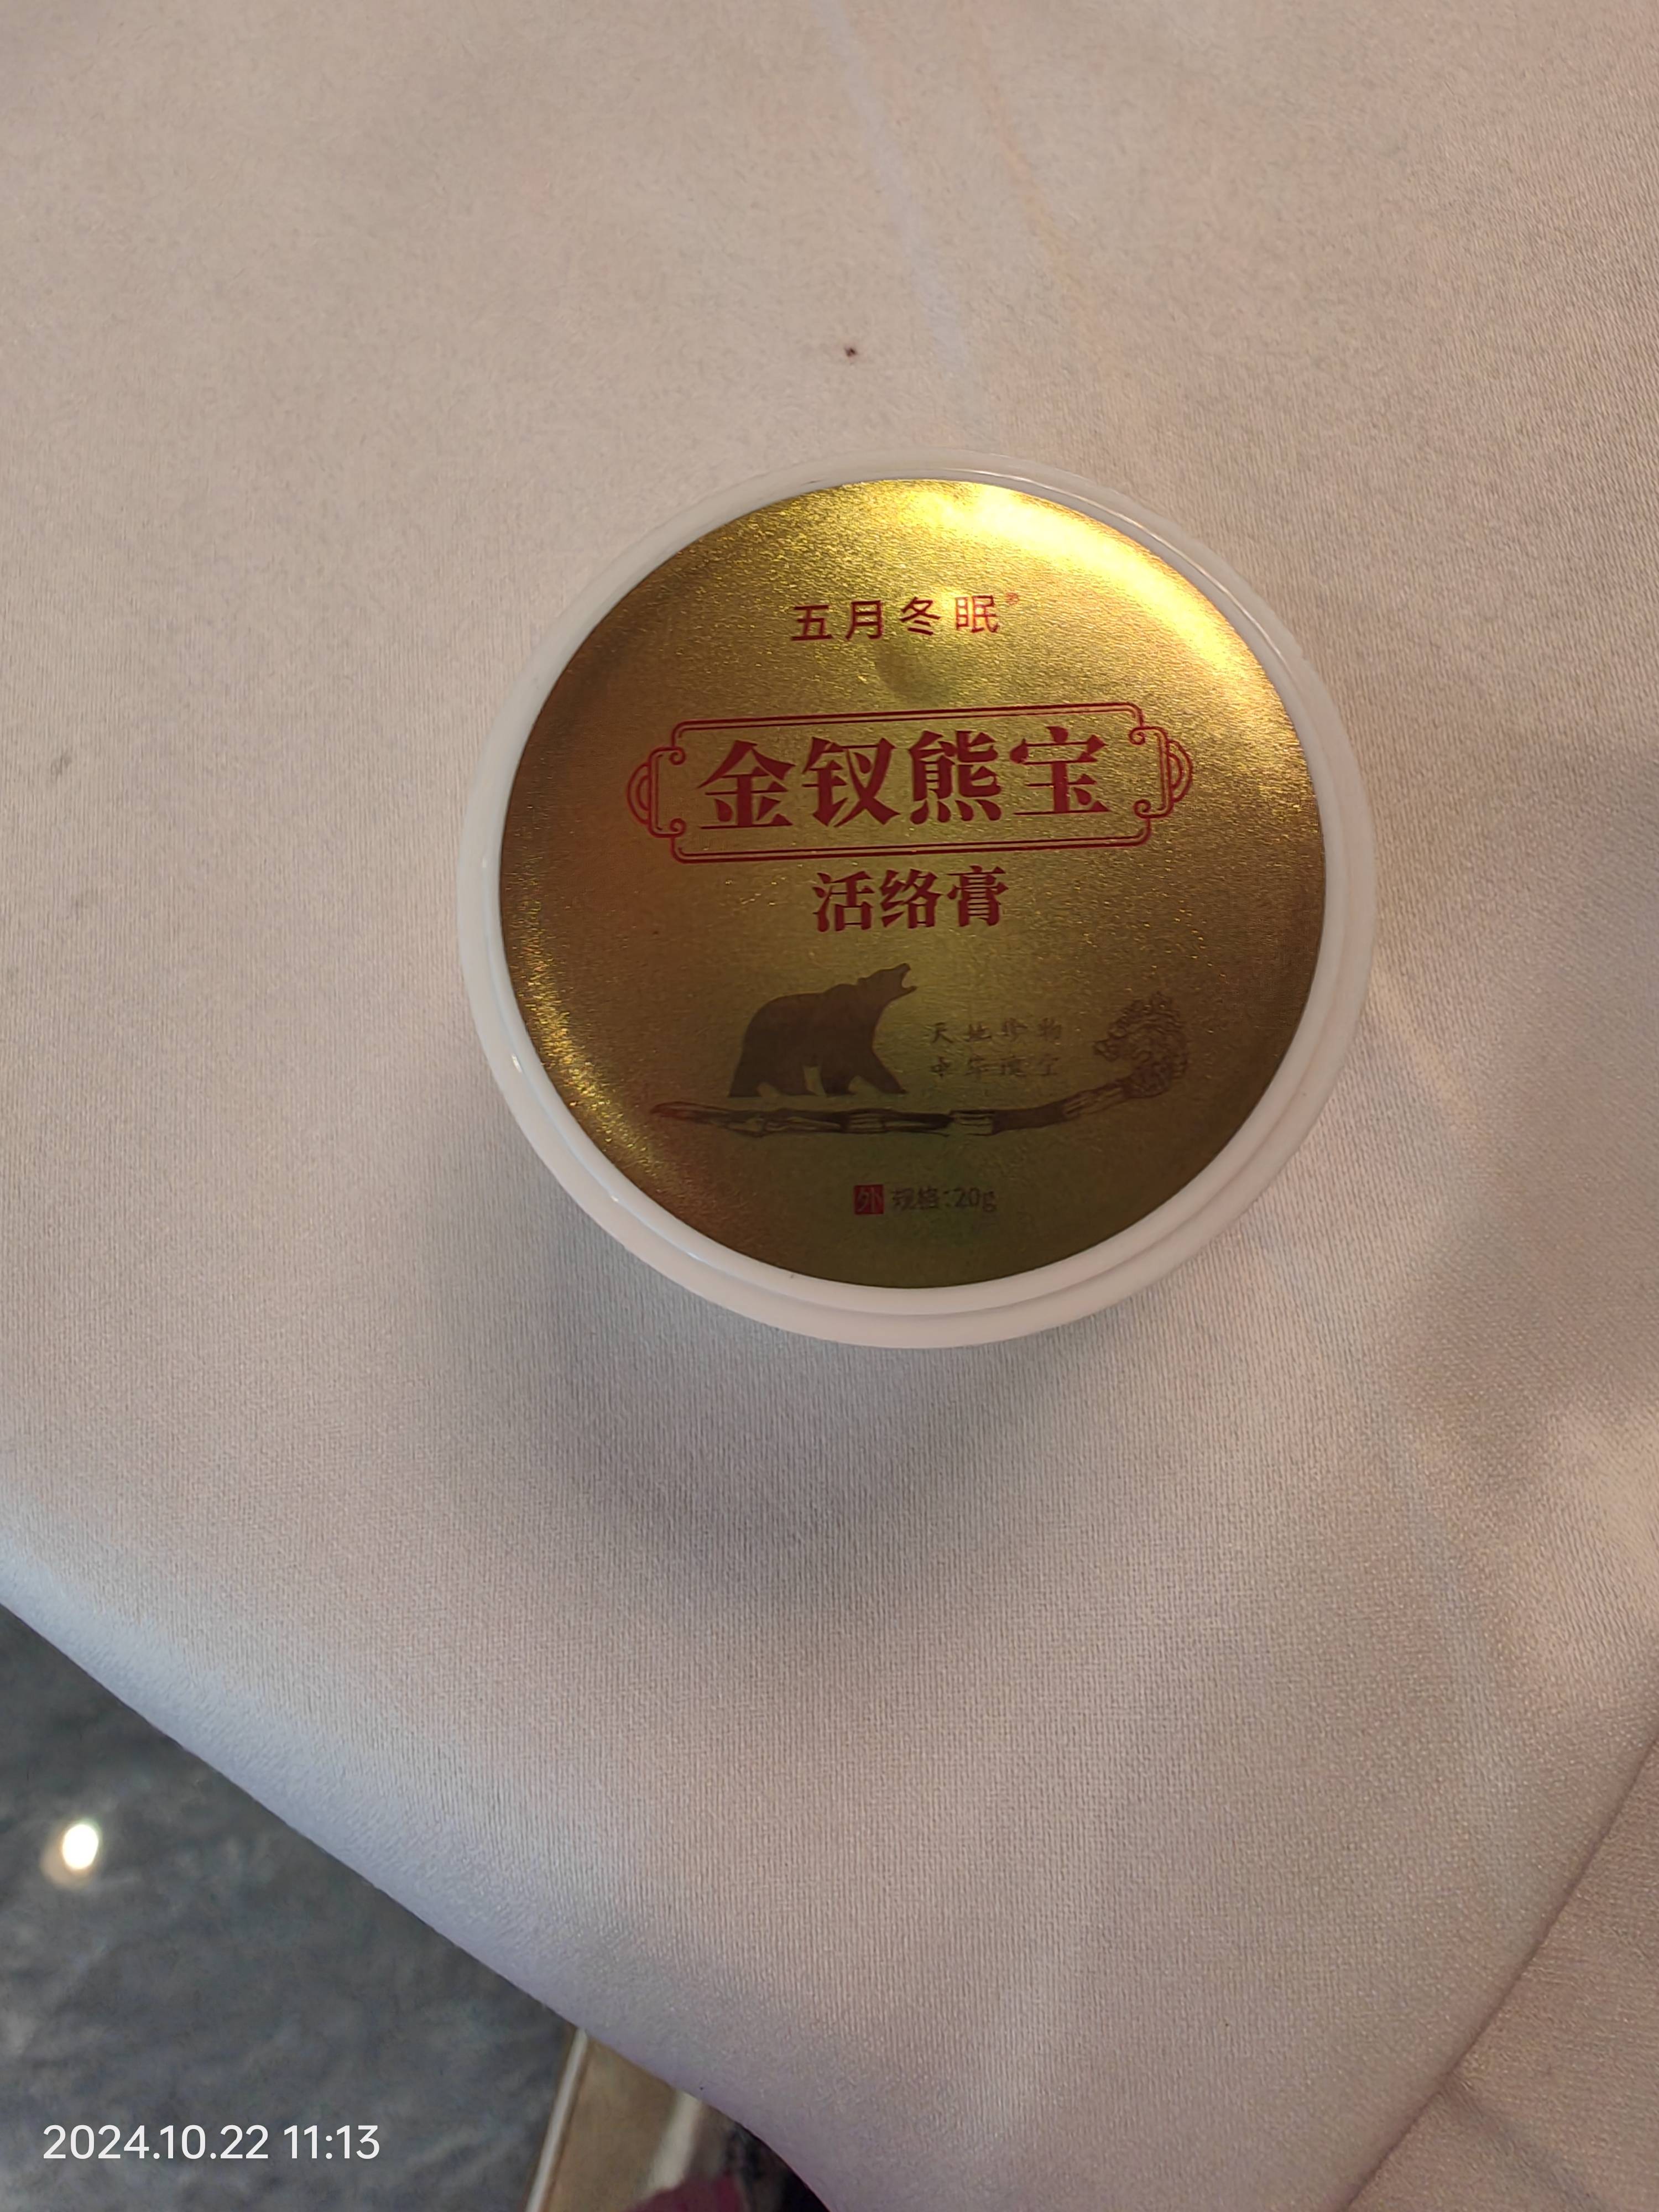 五月冬眠®
金钗熊宝
活络膏
天地珍物
中华瑰宝
外 规格:20g
2024.10.22 11:13